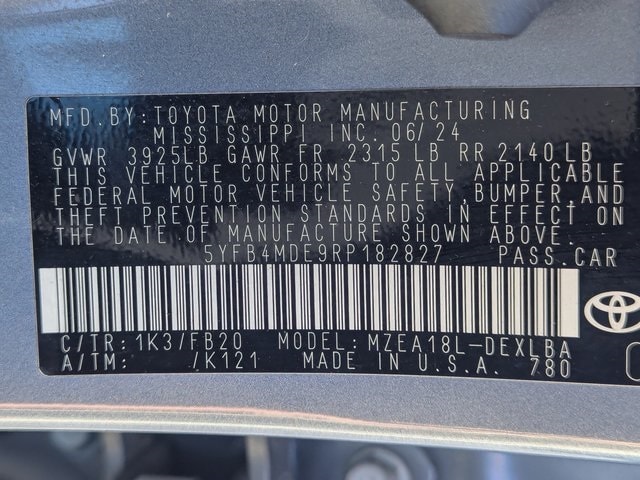 MFD.BY:TOYOTA MOTOR MANUFACTURING
MISSISSIPPI INC. 06/24
GVWR 3925LB GAWR FR 2315 LB RR 2140 LB
THIS VEHICLE CONFORMS TO ALL APPLICABLE
FEDERAL MOTOR VEHICLE SAFETY,BUMPER,AND
THEFT PREVENTION STANDARDS IN EFFECT ON
THE DATE OF MANUFACTURE SHOWN ABOVE.
5YFB4MDE9RP182827 PASS.CAR
C/TR:1K3/FB20 MODEL:MZEA18L-DEXLBA
A/TM: /K121 MADE IN U.S.A. 780